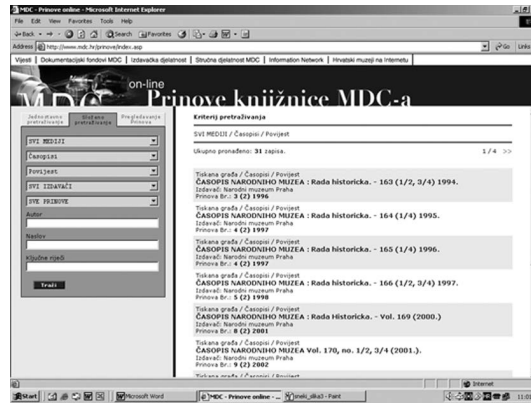 MDC - Prinove online - Microsoft Internet Explorer
File Edit View Favorites Tools Help
Back Search Favorites
Address http://www.mdc.hr/prinove/index.asp Go Links
Vijesti | Dokumentacijski fondovi MDC | Izdavačka djelatnost | Stručna djelatnost MDC | Information Network | Hrvatski muzeji na Internetu
MDC on-line
Prinove knjižnice MDC-a
Jednostavno pretraživanje
Složeno pretraživanje
Pregledavanje Prinova
SVI MEDIJI
Časopisi
Povijest
SVI IZDAVAČI
SVE PRINOVE
Autor
Naslov
Ključne riječi
Traži
Kriterij pretraživanja
SVI MEDIJI / Časopisi / Povijest
Ukupno pronađeno: 31 zapisa. 1 / 4 >>
Tiskana građa / Časopisi / Povijest
ČASOPIS NARODNIHO MUZEA : Rada historicka. - 163 (1/2, 3/4) 1994.
Izdavač: Narodni muzeum Praha
Prinova Br.: 3 (2) 1996
Tiskana građa / Časopisi / Povijest
ČASOPIS NARODNIHO MUZEA : Rada historicka. - 164 (1/4) 1995.
Izdavač: Narodni muzeum Praha
Prinova Br.: 4 (2) 1997
Tiskana građa / Časopisi / Povijest
ČASOPIS NARODNIHO MUZEA : Rada historicka. - 165 (1/4) 1996.
Izdavač: Narodni muzeum Praha
Prinova Br.: 4 (2) 1997
Tiskana građa / Časopisi / Povijest
ČASOPIS NARODNIHO MUZEA : Rada historicka. - 166 (1/2, 3/4) 1997.
Izdavač: Narodni muzeum Praha
Prinova Br.: 5 (2) 1998
Tiskana građa / Časopisi / Povijest
ČASOPIS NARODNIHO MUZEA : Rada Historicka. - Vol. 169 (2000.)
Izdavač: Narodni muzeum Praha
Prinova Br.: 8 (2) 2001
Tiskana građa / Časopisi / Povijest
ČASOPIS NARODNIHO MUZEA Vol. 170, no. 1/2, 3/4 (2001.).
Izdavač: Narodni muzeum Praha
Prinova Br.: 9 (2) 2002
Tiskana građa / Časopisi / Povijest
Internet
Start Microsoft Word MDC - Prinove online - ... sneki_slika3 - Paint